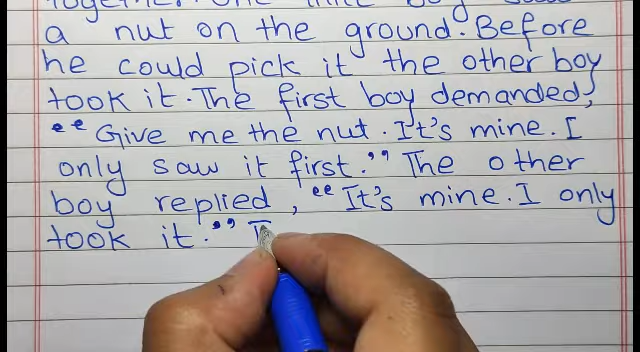 a nut on the ground. Before
he could pick it the other boy
took it. The first boy demanded,
"Give me the nut. It's mine. I
only saw it first." The other
boy replied, "It's mine. I only
took it." T